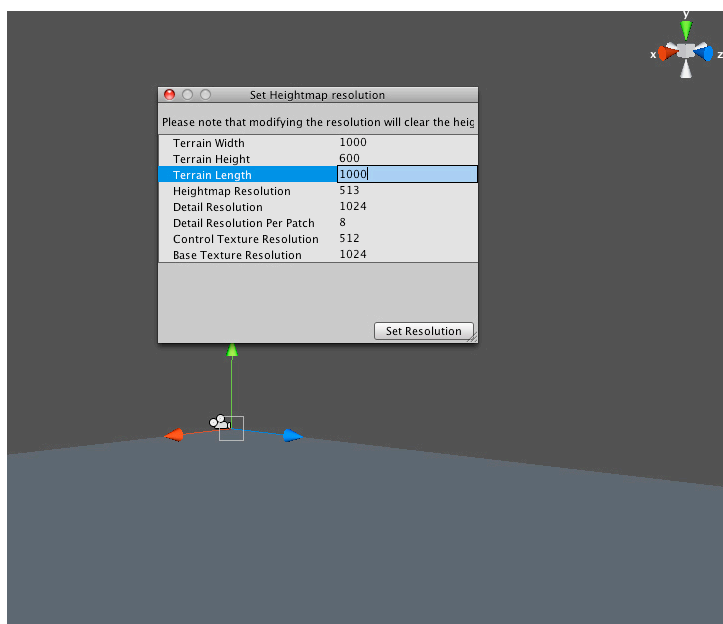 y
x
z
Set Heightmap resolution
Please note that modifying the resolution will clear the heig
Terrain Width 1000
Terrain Height 600
Terrain Length 1000
Heightmap Resolution 513
Detail Resolution 1024
Detail Resolution Per Patch 8
Control Texture Resolution 512
Base Texture Resolution 1024
Set Resolution